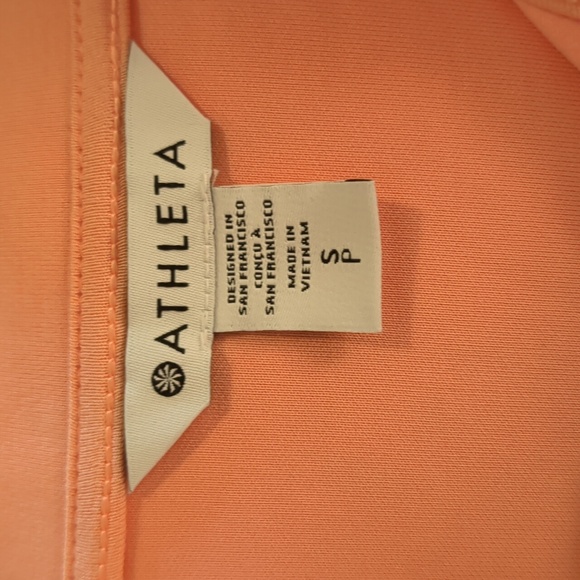 ATHLETA
DESIGNED IN
SAN FRANCISCO
CONÇU À
SAN FRANCISCO
MADE IN
VIETNAM
S
P